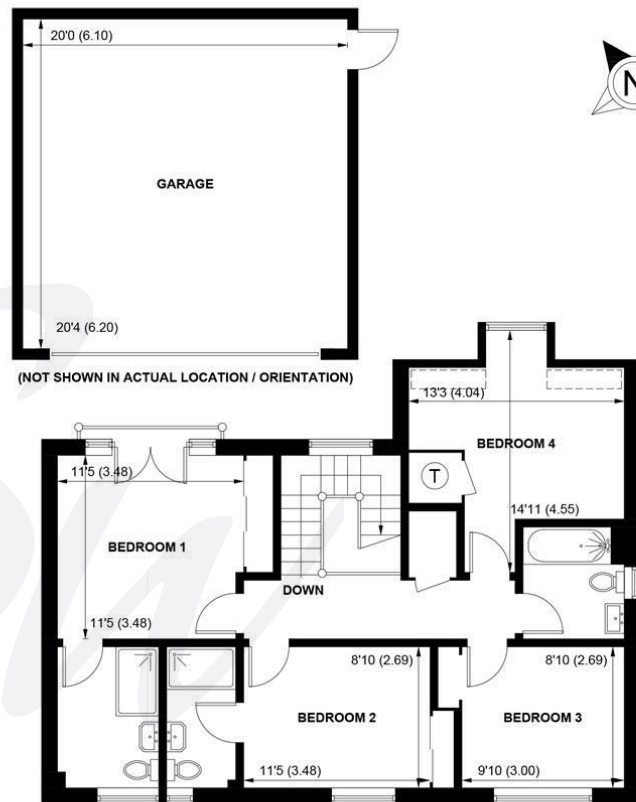 20'0 (6.10)
N
GARAGE
20'4 (6.20)
(NOT SHOWN IN ACTUAL LOCATION / ORIENTATION)
13'3 (4.04)
11'5 (3.48)
BEDROOM 4
T
14'11 (4.55)
BEDROOM 1
DOWN
11'5 (3.48)
8'10 (2.69)
8'10 (2.69)
BEDROOM 2
BEDROOM 3
11'5 (3.48)
9'10 (3.00)